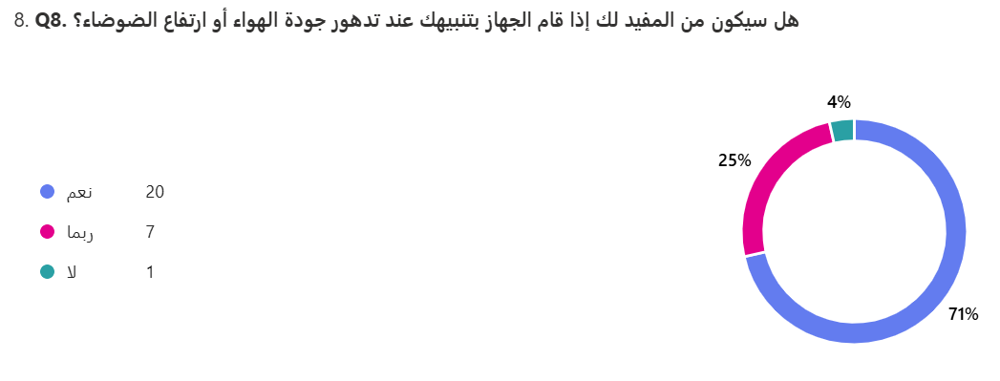 8. Q8. هل سيكون من المفيد لك إذا قام الجهاز بتنبيهك عند تدهور جودة الهواء أو ارتفاع الضوضاء؟
نعم 20
ربما 7
لا 1
4%
25%
71%